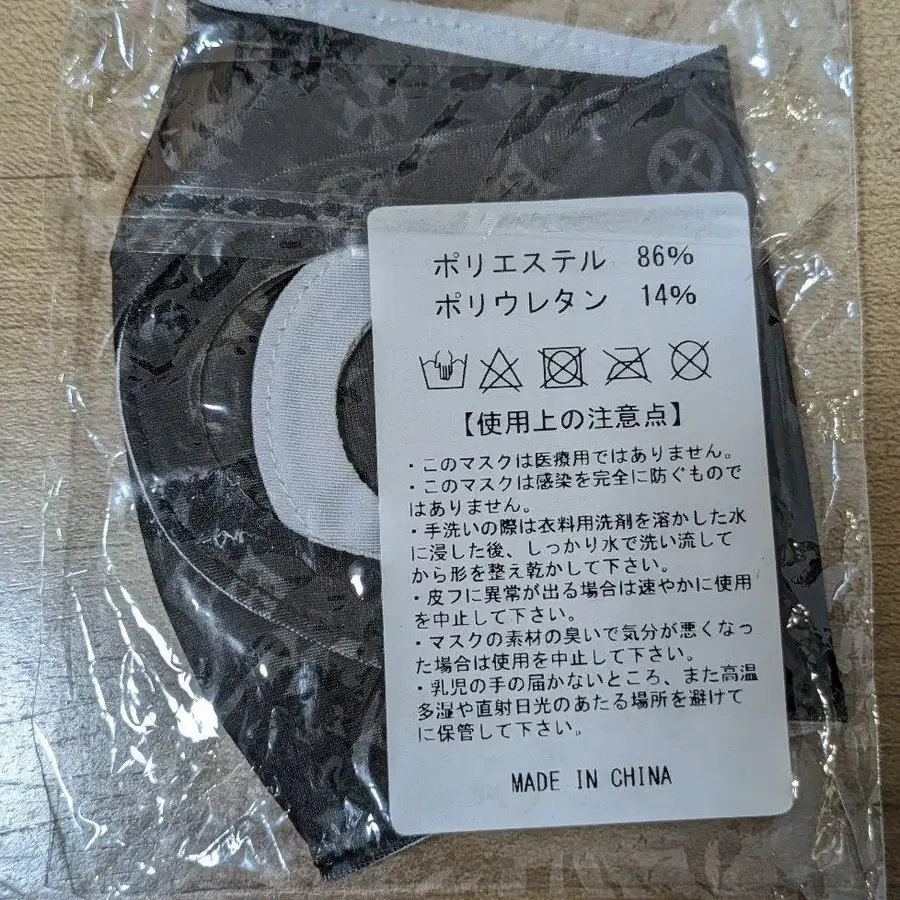 ポリエステル 86%
ポリウレタン 14%
【使用上の注意点】
・このマスクは医療用ではありません。
・このマスクは感染を完全に防ぐもので
はありません。
・手洗いの際は衣料用洗剤を溶かした水
に浸した後、しっかり水で洗い流して
から形を整え乾かして下さい。
・皮フに異常が出る場合は速やかに使用
を中止して下さい。
・マスクの素材の臭いで気分が悪くなっ
た場合は使用を中止して下さい。
・乳児の手の届かないところ、また高温
多湿や直射日光のあたる場所を避けて
に保管して下さい。
MADE IN CHINA